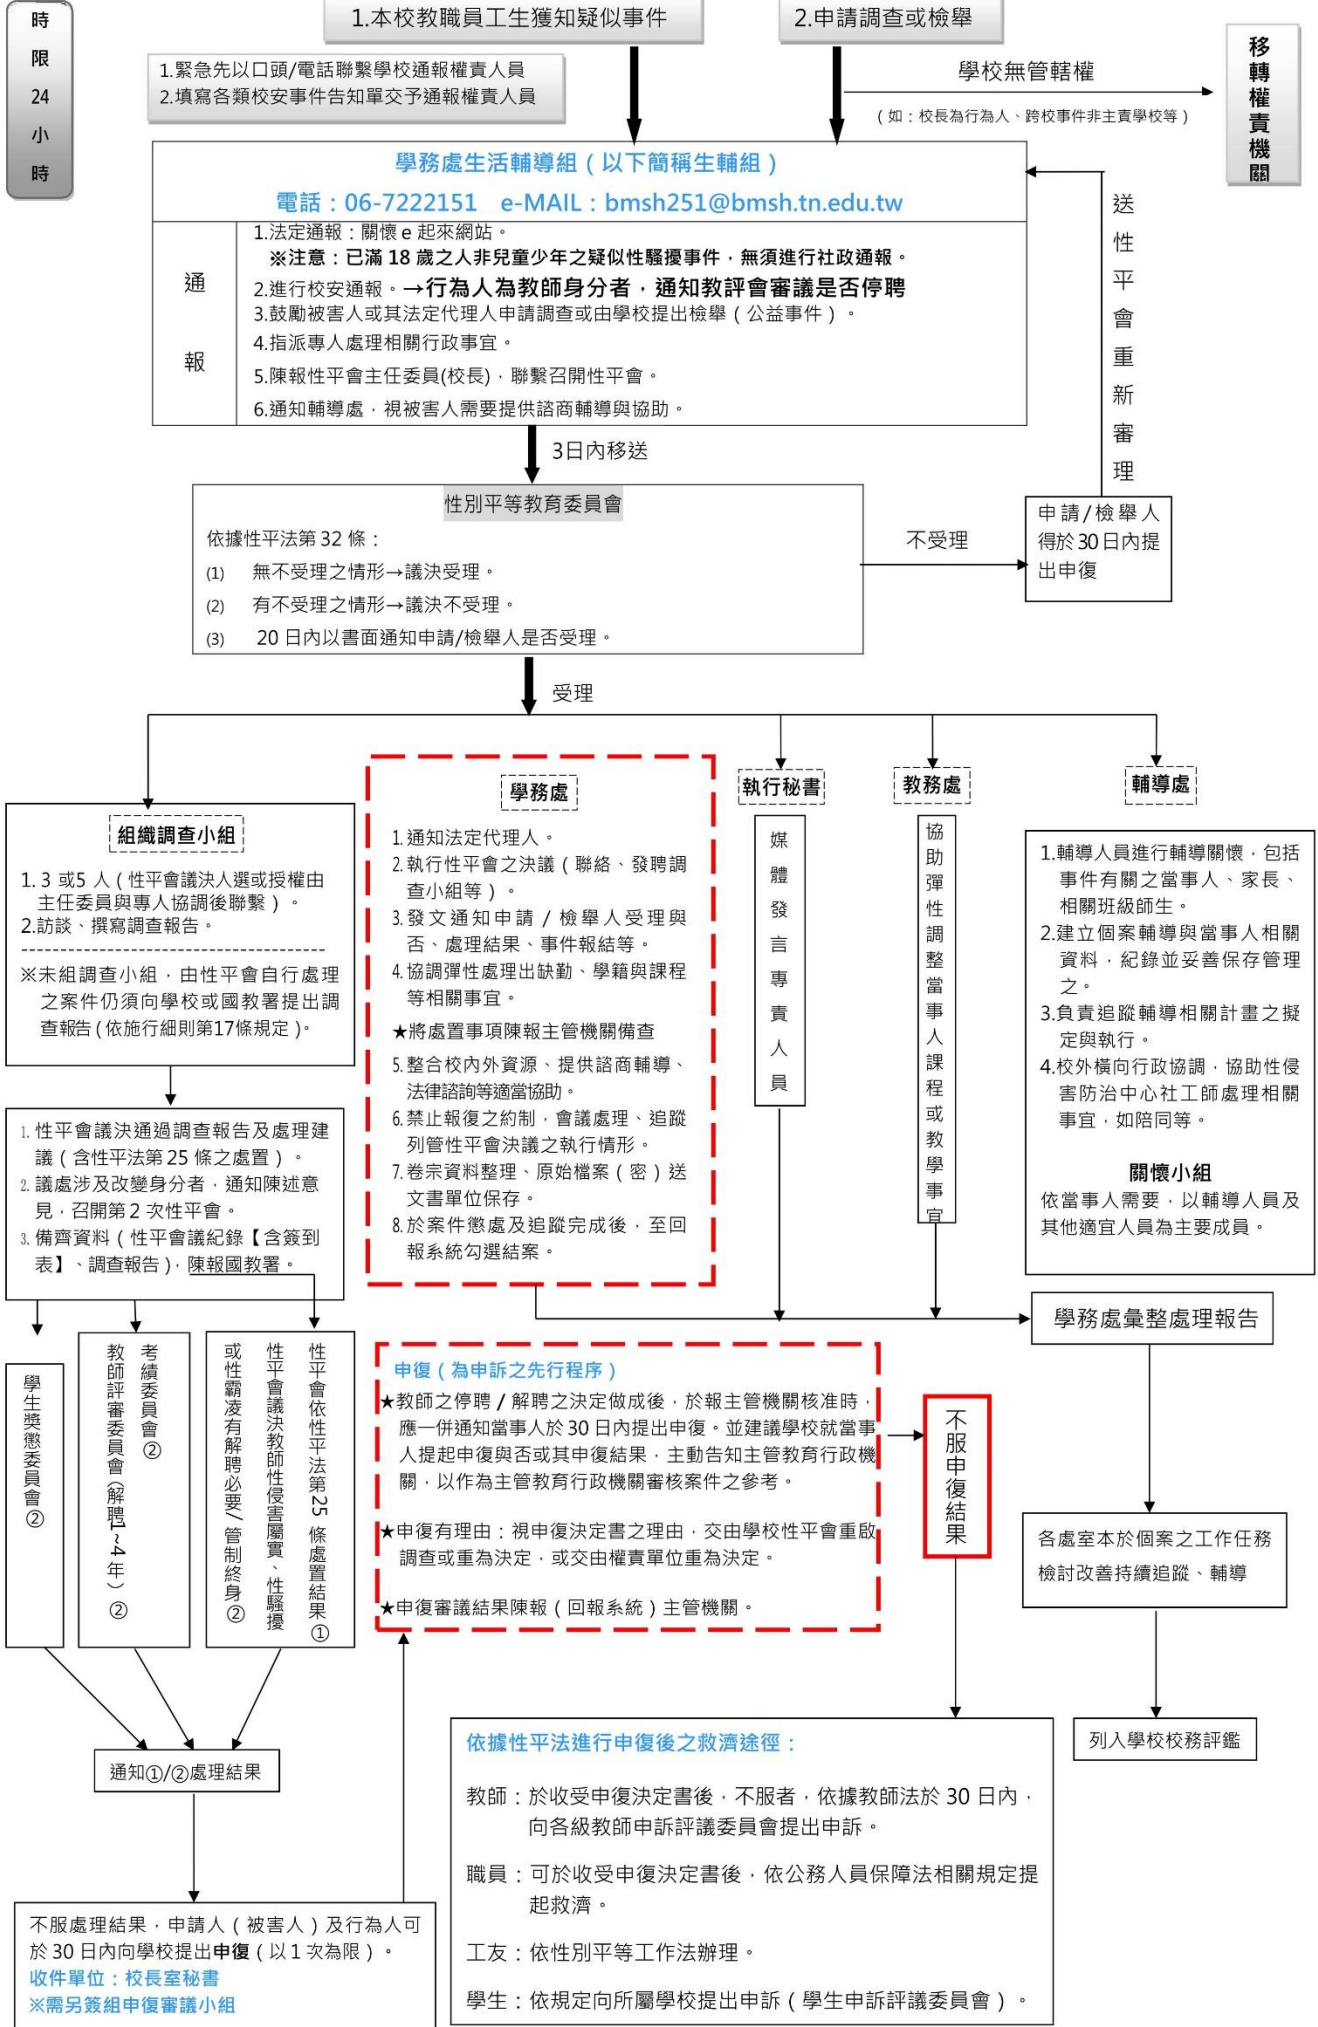 時
限
24
小
時
1.本校教職員工生獲知疑似事件
2.申請調查或檢舉
1.緊急先以口頭/電話聯繫學校通報權責人員
2.填寫各類校安事件告知單交予通報權責人員
學校無管轄權
(如：校長為行為人、跨校事件非主責學校等)
移轉權責機關
學務處生活輔導組（以下簡稱生輔組）
電話：06-7222151 e-MAIL：bmsh251@bmsh.tn.edu.tw
通
報
1.法定通報：關懷e起來網站。
※注意：已滿18歲之人非兒童少年之疑似性騷擾事件，無須進行社政通報。
2.進行校安通報。→行為人為教師身分者，通知教評會審議是否停聘
3.鼓勵被害人或其法定代理人申請調查或由學校提出檢舉（公益事件）。
4.指派專人處理相關行政事宜。
5.陳報性平會主任委員(校長)，聯繫召開性平會。
6.通知輔導處，視被害人需要提供諮商輔導與協助。
送性平會重新審理
3日內移送
性別平等教育委員會
依據性平法第32條：
(1) 無不受理之情形→議決受理。
(2) 有不受理之情形→議決不受理。
(3) 20日內以書面通知申請/檢舉人是否受理。
不受理
申請/檢舉人
得於30日內提
出申復
受理
組織調查小組
1. 3 或5 人（性平會議決人選或授權由
主任委員與專人協調後聯繫）。
2.訪談、撰寫調查報告。
※未組調查小組，由性平會自行處理
之案件仍須向學校或國教署提出調
查報告(依施行細則第17條規定)。
學務處
1.通知法定代理人。
2.執行性平會之決議（聯絡、發聘調
查小組等）。
3.發文通知申請/檢舉人受理與
否、處理結果、事件報結等。
4.協調彈性處理出缺勤、學籍與課程
等相關事宜。
★將處置事項陳報主管機關備查
5.整合校內外資源、提供諮商輔導、
法律諮詢等適當協助。
6.禁止報復之約制，會議處理、追蹤
列管性平會決議之執行情形。
7.卷宗資料整理、原始檔案（密）送
文書單位保存。
8.於案件懲處及追蹤完成後，至回
報系統勾選結案。
執行秘書
媒體發言專責人員
教務處
協助彈性調整當事人課程或教學事宜
輔導處
1.輔導人員進行輔導關懷，包括
事件有關之當事人、家長、
相關班級師生。
2.建立個案輔導與當事人相關
資料，紀錄並妥善保存管理
之。
3.負責追蹤輔導相關計畫之擬
定與執行。
4.校外橫向行政協調，協助性侵
害防治中心社工師處理相關
事宜，如陪同等。
關懷小組
依當事人需要，以輔導人員及
其他適宜人員為主要成員。
1. 性平會議決通過調查報告及處理建
議（含性平法第25條之處置）。
2. 議處涉及改變身分者，通知陳述意
見，召開第2次性平會。
3. 備齊資料（性平會議紀錄【含簽到
表】、調查報告)，陳報國教署。
學務處彙整處理報告
學生獎懲委員會②
考績委員會②
教師評審委員會(解聘1~4年)②
性平會依性平法第25條處置結果①
性平會議決教師性侵害屬實、性騷擾
或性霸凌有解聘必要/管制終身②
申復（為申訴之先行程序）
★教師之停聘/解聘之決定做成後，於報主管機關核准時，
應一併通知當事人於30日內提出申復。並建議學校就當事
人提起申復與否或其申復結果，主動告知主管教育行政機
關，以作為主管教育行政機關審核案件之參考。
★申復有理由：視申復決定書之理由，交由學校性平會重啟
調查或重為決定，或交由權責單位重為決定。
★申復審議結果陳報（回報系統）主管機關。
不服申復結果
各處室本於個案之工作任務
檢討改善持續追蹤、輔導
列入學校校務評鑑
通知①/②處理結果
不服處理結果，申請人（被害人）及行為人可
於30日內向學校提出申復（以1次為限）。
收件單位：校長室秘書
※需另簽組申復審議小組
依據性平法進行申復後之救濟途徑：
教師：於收受申復決定書後，不服者，依據教師法於30日內，
向各級教師申訴評議委員會提出申訴。
職員：可於收受申復決定書後，依公務人員保障法相關規定提
起救濟。
工友：依性別平等工作法辦理。
學生：依規定向所屬學校提出申訴（學生申訴評議委員會）。